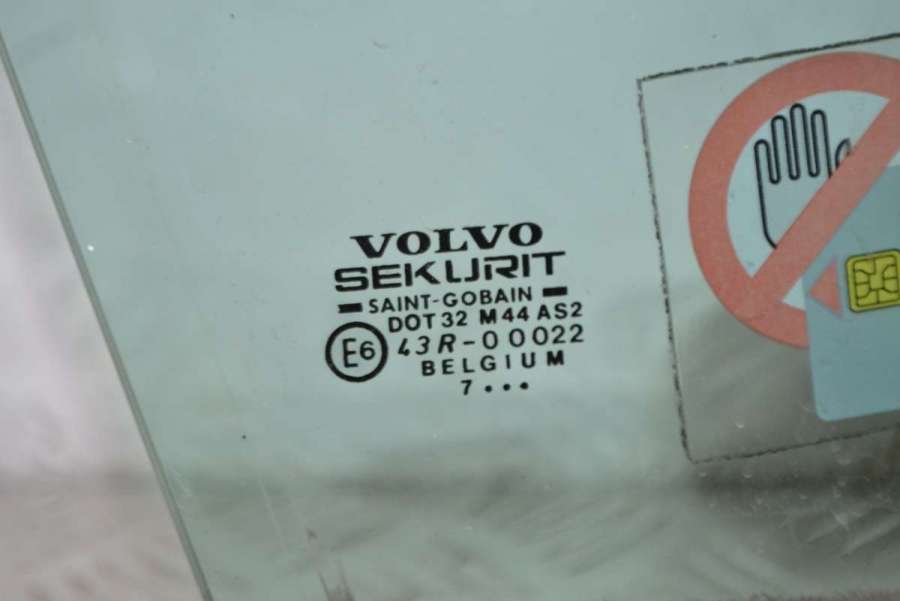 VOLVO
SEKURIT
SAINT-GOBAIN
DOT 32 M44 AS2
E6 43R-00022
BELGIUM
7 •••